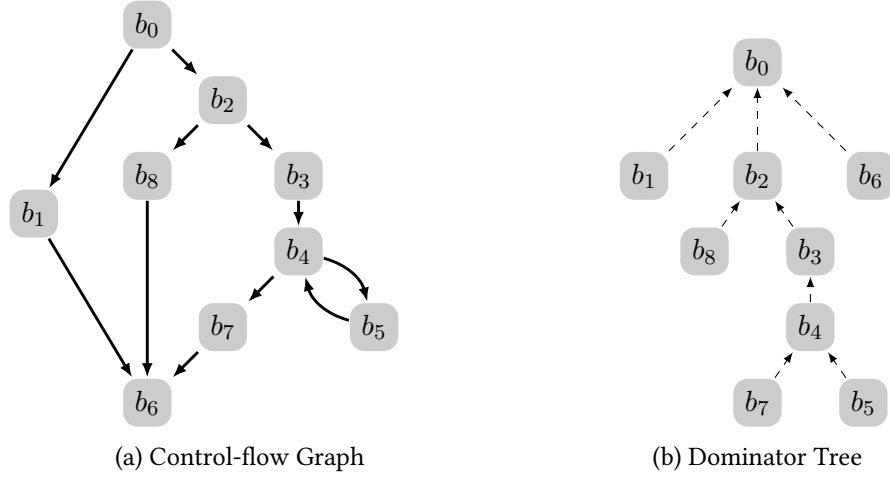 b0
b2
b8
b3
b1
b4
b7
b5
b6
(a) Control-flow Graph
b0
b1
b2
b6
b8
b3
b4
b7
b5
(b) Dominator Tree